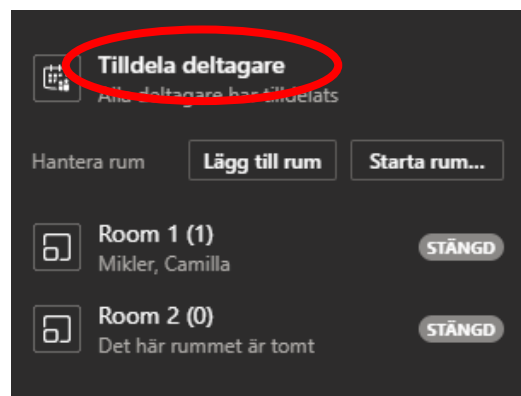 Tilldela deltagare
Alla deltagare har tilldelats
Hantera rum Lägg till rum Starta rum...
Room 1 (1)
Mikler, Camilla
STÄNGD
Room 2 (0)
Det här rummet är tomt
STÄNGD